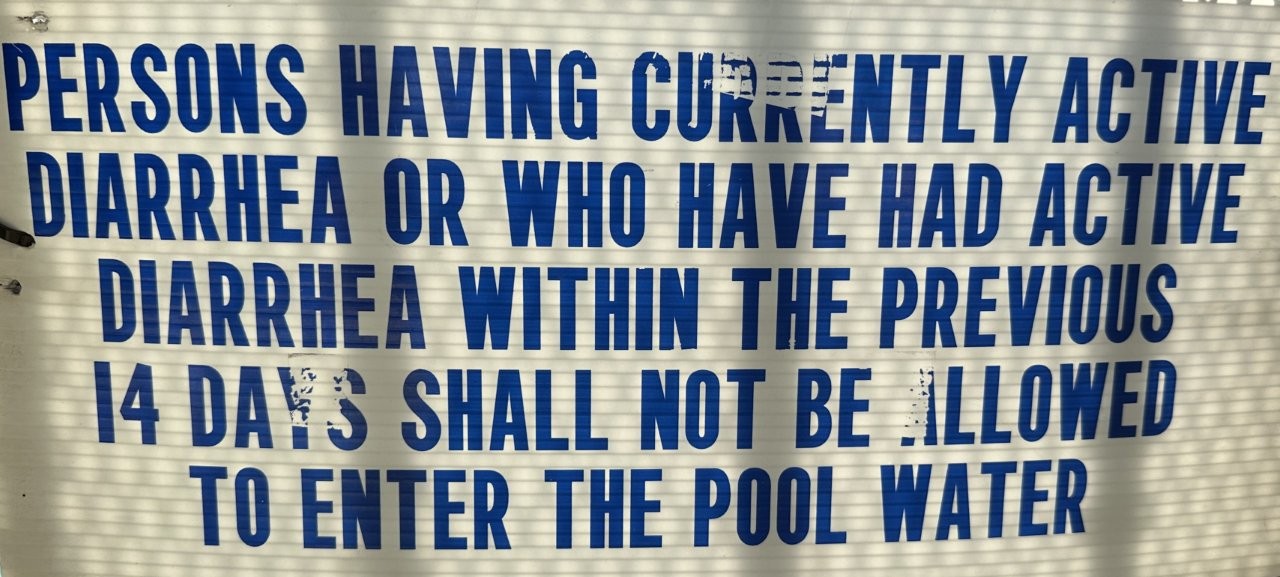 PERSONS HAVING CURRENTLY ACTIVE
DIARRHEA OR WHO HAVE HAD ACTIVE
DIARRHEA WITHIN THE PREVIOUS
14 DAYS SHALL NOT BE ALLOWED
TO ENTER THE POOL WATER